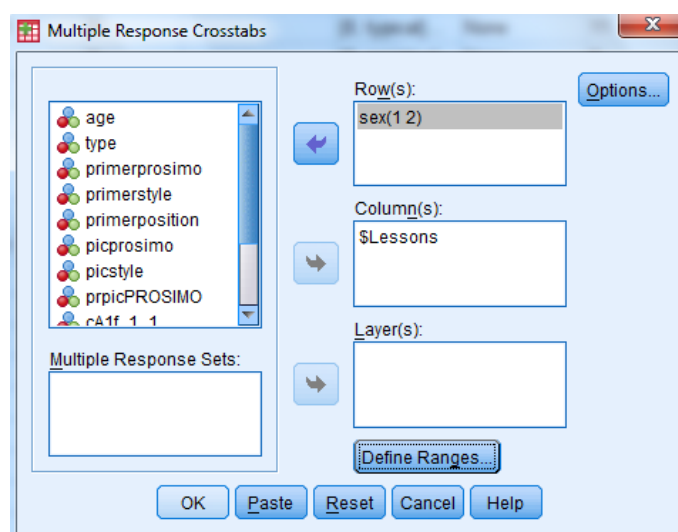 Multiple Response Crosstabs
Row(s):
Options...
sex(1 2)
age
type
primerprosimo
primerstyle
primerposition
picprosimo
picstyle
prpicPROSIMO
cA1f_1_1
Column(s):
$Lessons
Layer(s):
Multiple Response Sets:
Define Ranges...
OK
Paste
Reset
Cancel
Help